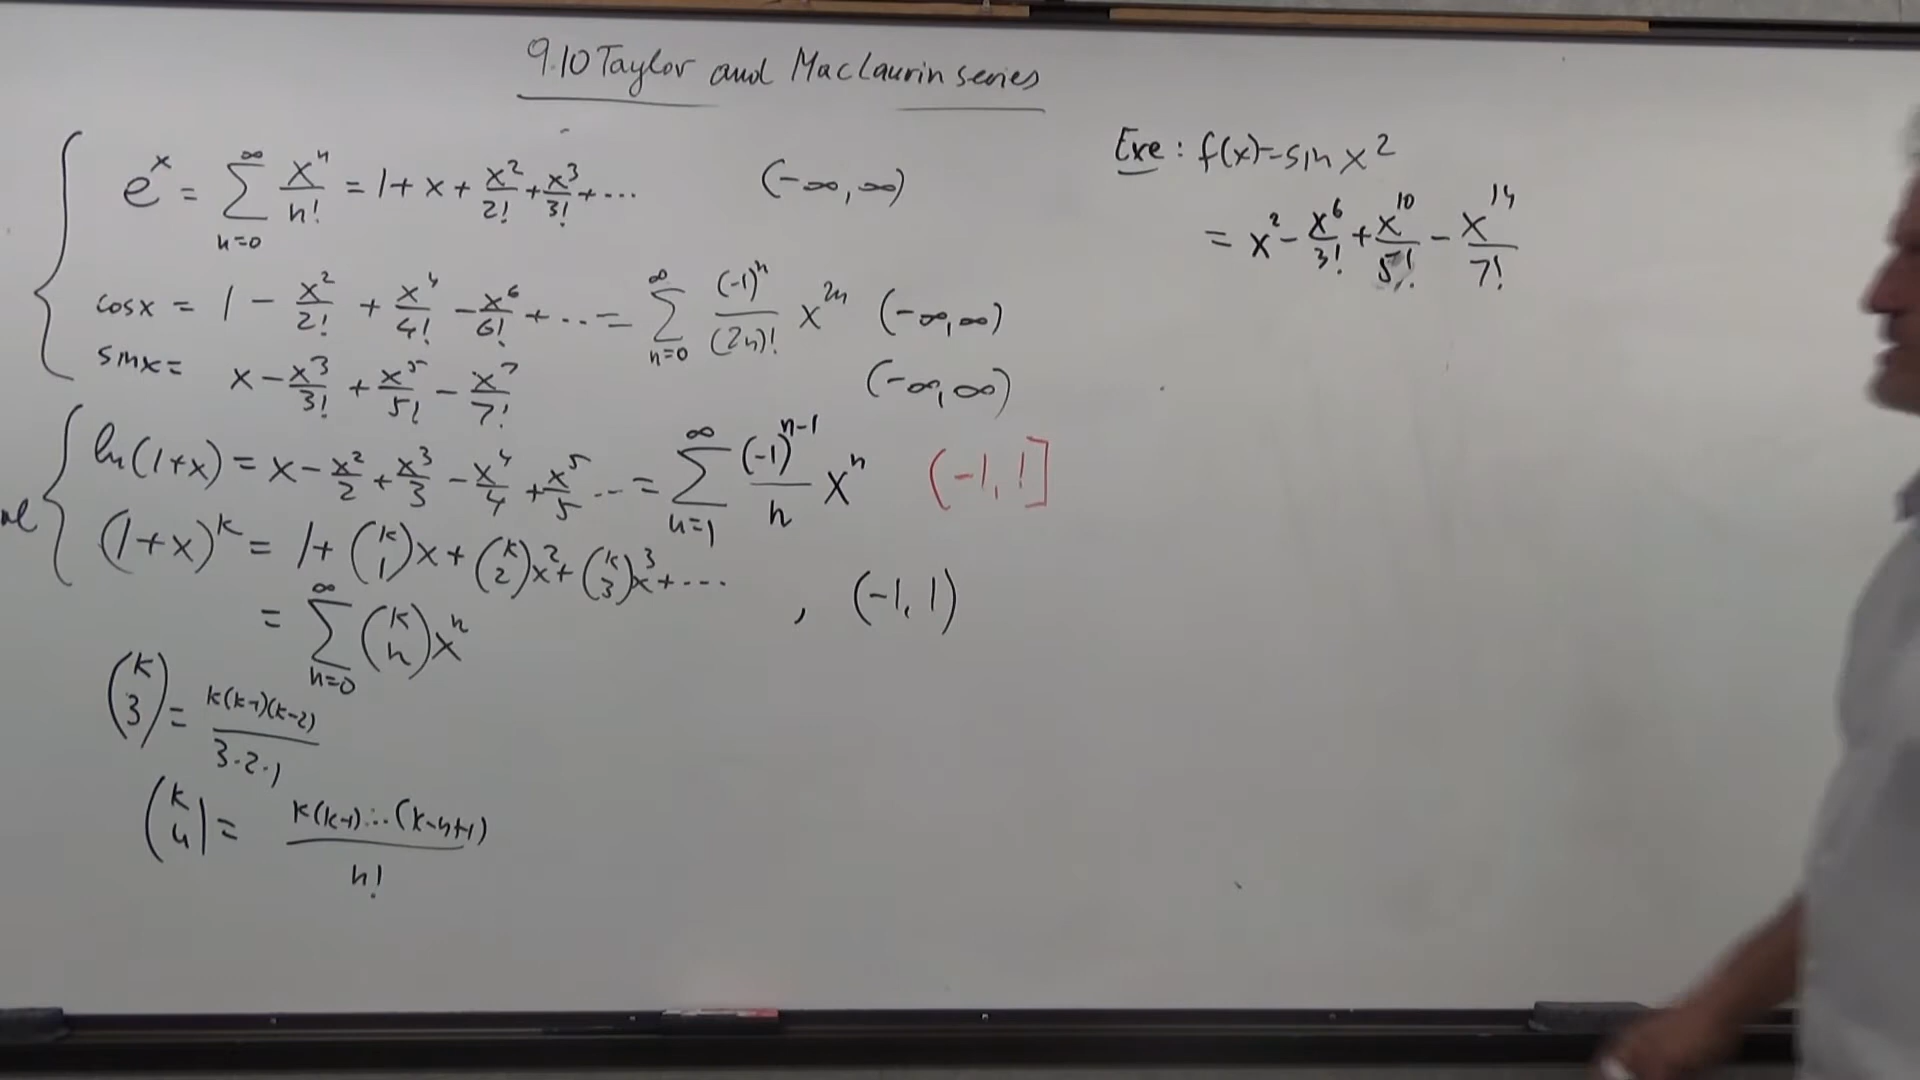 9.10 Taylor and Maclaurin series
e^x = ∑_{n=0}^{∞} x^n/n! = 1 + x + x^2/2! + x^3/3! + ... (-∞, ∞)
cosx = 1 - x^2/2! + x^4/4! - x^6/6! + ... = ∑_{n=0}^{∞} (-1)^n/(2n)! x^{2n} (-∞, ∞)
sinx = x - x^3/3! + x^5/5! - x^7/7! (-∞, ∞)
ln(1+x) = x - x^2/2 + x^3/3 - x^4/4 + x^5/5 ... = ∑_{n=1}^{∞} (-1)^{n-1}/n x^n (-1, 1]
(1+x)^k = 1 + (k 1)x + (k 2)x^2 + (k 3)x^3 + ...
= ∑_{n=0}^{∞} (k n) x^n , (-1, 1)
(k 3) = k(k-1)(k-2)/3·2·1
(k n) = k(k-1)...(k-n+1)/n!
Exe: f(x)=sin x^2
= x^2 - x^6/3! + x^10/5! - x^14/7!